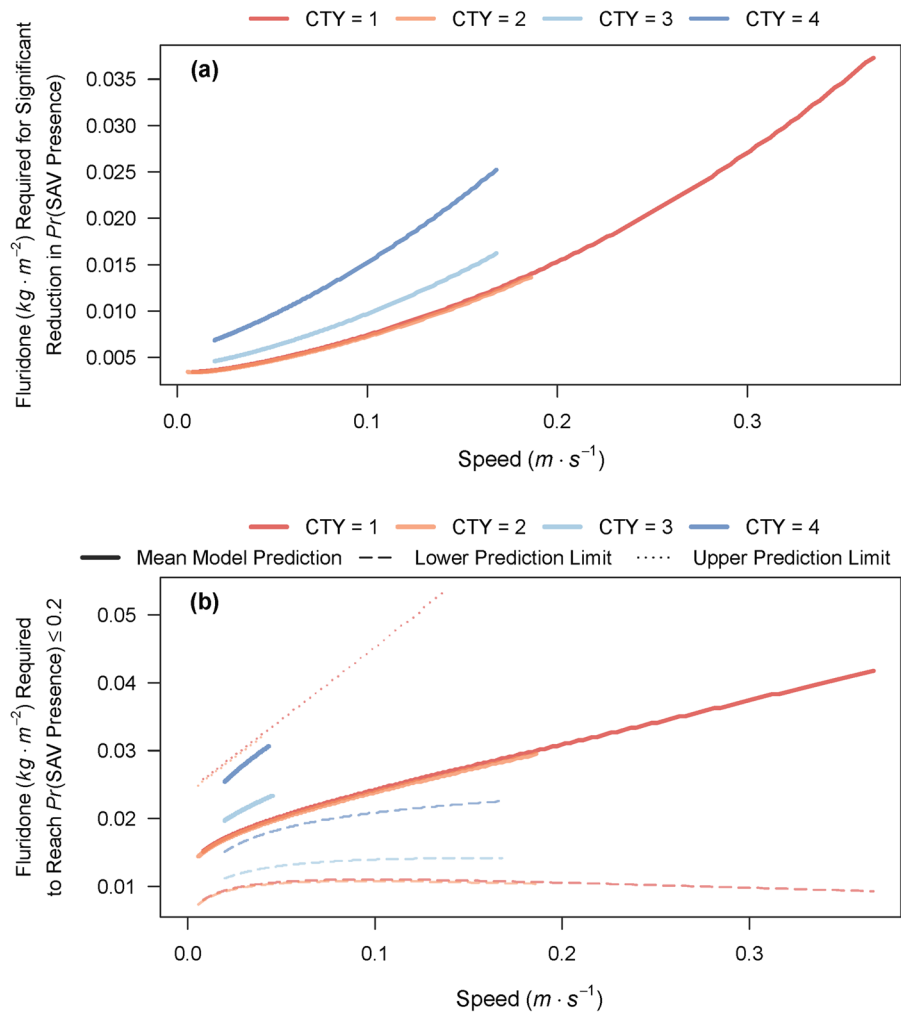 CTY = 1 CTY = 2 CTY = 3 CTY = 4
(a)
Fluridone (kg · m⁻²) Required for Significant
Reduction in Pr(SAV Presence)
0.035
0.030
0.025
0.020
0.015
0.010
0.005
0.0 0.1 0.2 0.3
Speed (m · s⁻¹)
CTY = 1 CTY = 2 CTY = 3 CTY = 4
Mean Model Prediction Lower Prediction Limit Upper Prediction Limit
(b)
Fluridone (kg · m⁻²) Required
to Reach Pr(SAV Presence) ≤ 0.2
0.05
0.04
0.03
0.02
0.01
0.0 0.1 0.2 0.3
Speed (m · s⁻¹)